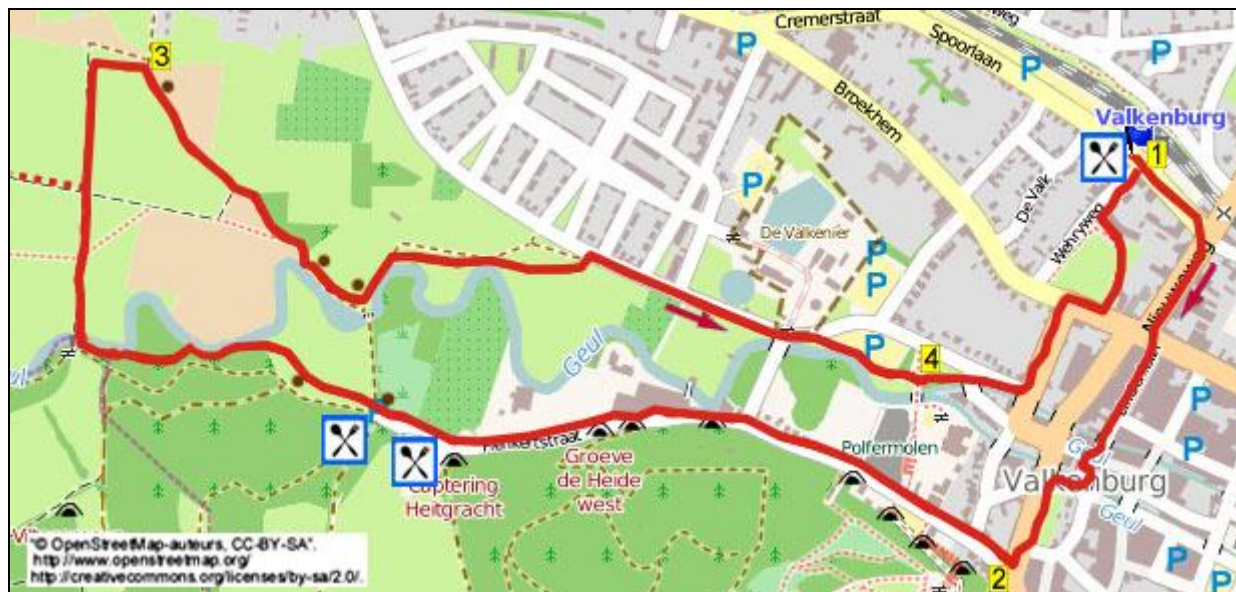 Cremerstraat
weg
Spoorlaan
P
P
P
3
Broekhem
Valkenburg
1
P
De Valk
Wehryweg
De Valkenier
P
P
P
Geul
P
4
P
Polfermolen
Geul
Valkenburg
P
Geul
P
Groeve
de Heide
west
Heitgracht
2
P
P
"© OpenStreetMap-auteurs, CC-BY-SA".
http://www.openstreetmap.org/
http://creativecommons.org/licenses/by-sa/2.0/.